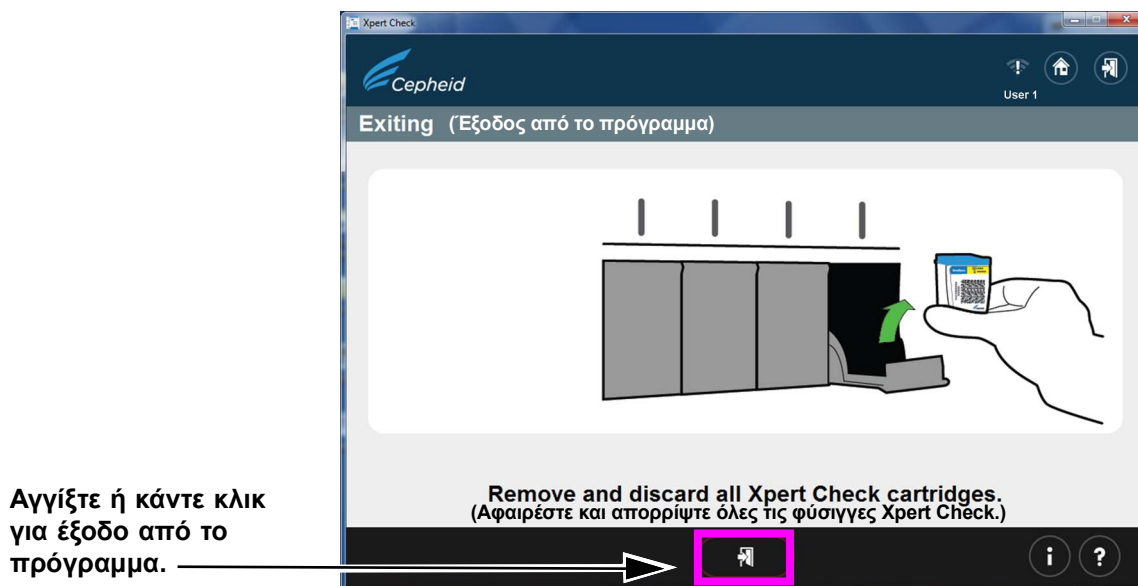 Xpert Check
Cepheid
User 1
Exiting (Έξοδος από το πρόγραμμα)
Remove and discard all Xpert Check cartridges.
(Αφαιρέστε και απορρίψτε όλες τις φύσιγγες Xpert Check.)
Αγγίξτε ή κάντε κλικ
για έξοδο από το
πρόγραμμα.
i ?